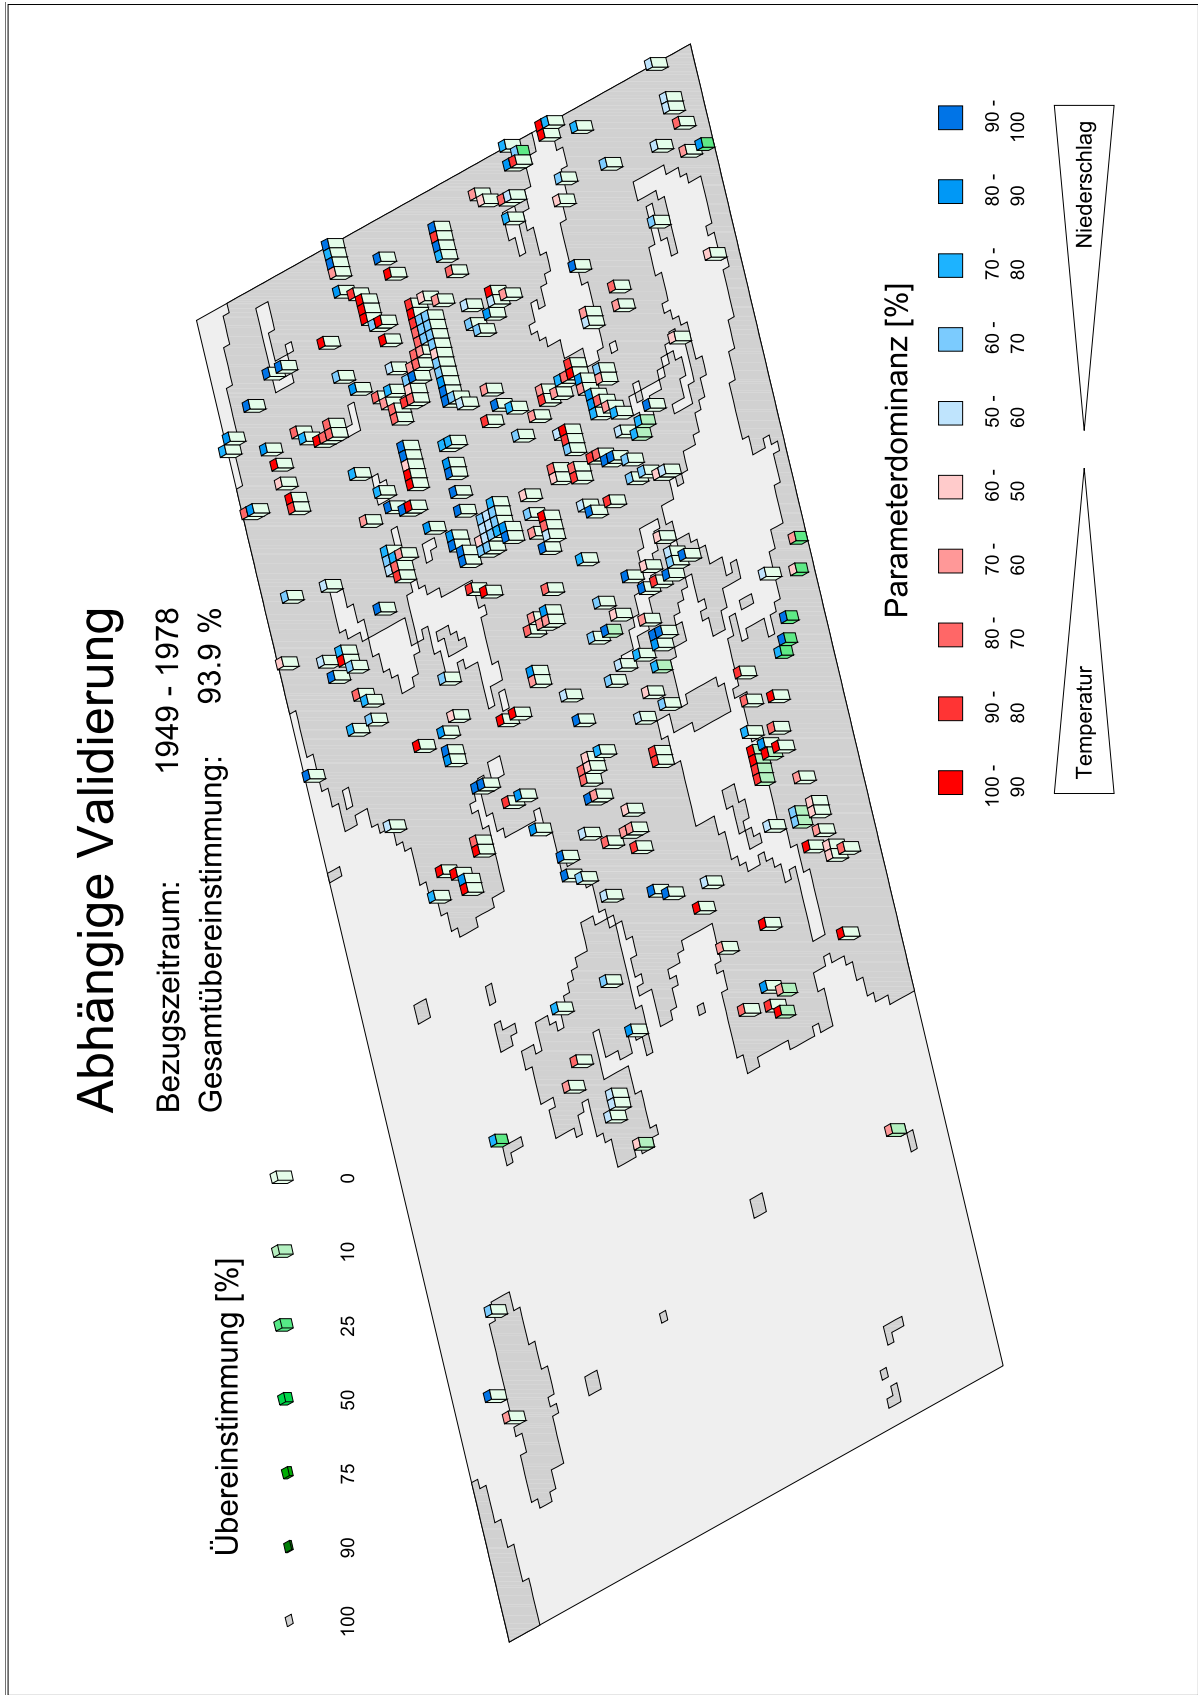 Abhängige Validierung
Bezugszeitraum: 1949 - 1978
Gesamtübereinstimmung: 93.9 %
Übereinstimmung [%]
100 90 75 50 25 10 0
Parameterdominanz [%]
100 - 90 - 80 - 70 - 60 - 50 - 60 - 70 - 80 - 90 -
90 80 70 60 50 60 70 80 90 100
Temperatur Niederschlag